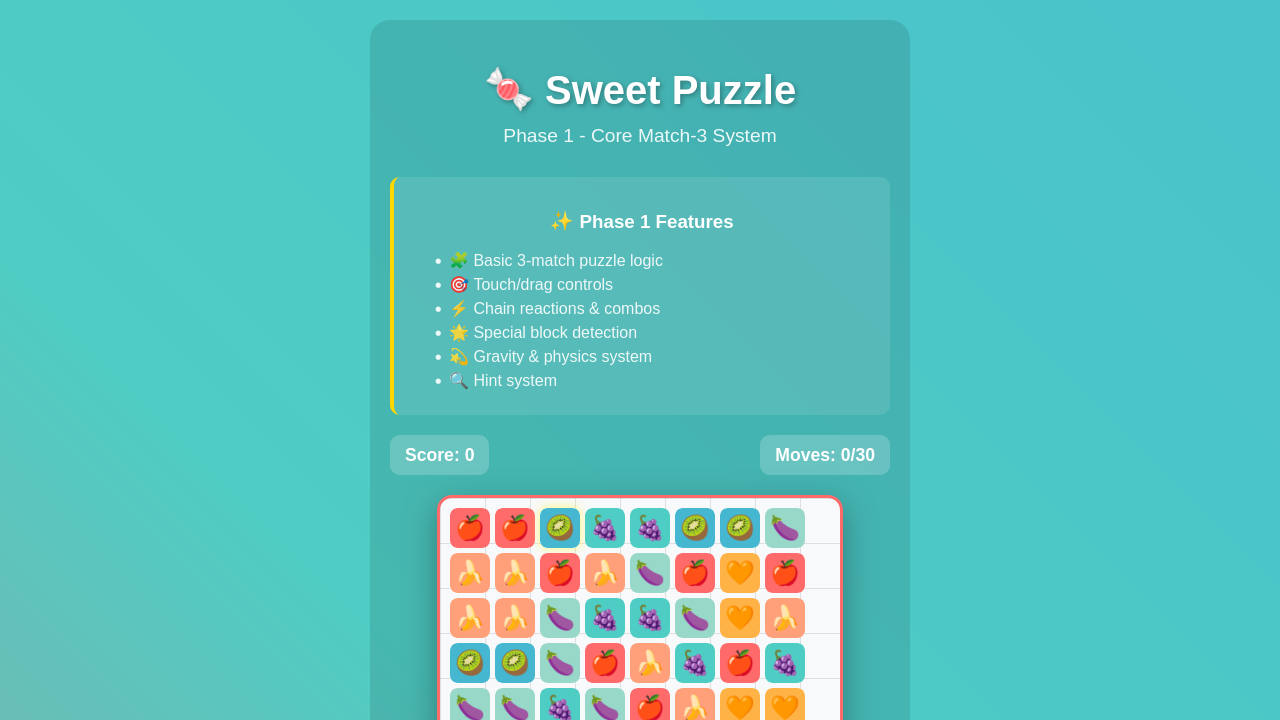 🍬 Sweet Puzzle
Phase 1 - Core Match-3 System
✨ Phase 1 Features
• 🧩 Basic 3-match puzzle logic
• 🎯 Touch/drag controls
• ⚡ Chain reactions & combos
• 🌟 Special block detection
• 💫 Gravity & physics system
• 🔍 Hint system
Score: 0
Moves: 0/30